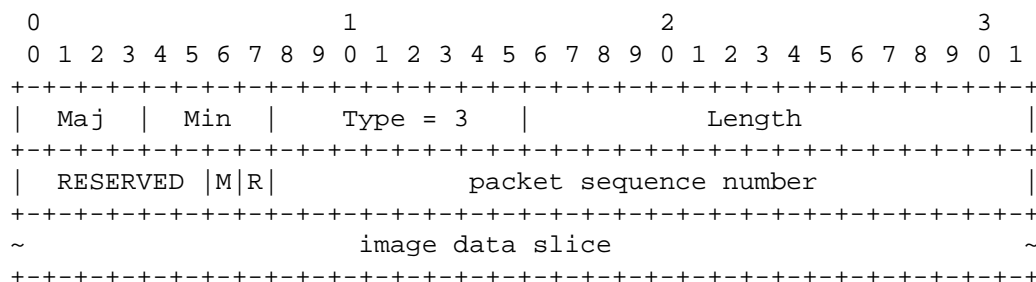 0                   1                   2                   3
 0 1 2 3 4 5 6 7 8 9 0 1 2 3 4 5 6 7 8 9 0 1 2 3 4 5 6 7 8 9 0 1
+-+-+-+-+-+-+-+-+-+-+-+-+-+-+-+-+-+-+-+-+-+-+-+-+-+-+-+-+-+-+-+-+
|  Maj  |  Min  |    Type = 3   |           Length              |
+-+-+-+-+-+-+-+-+-+-+-+-+-+-+-+-+-+-+-+-+-+-+-+-+-+-+-+-+-+-+-+-+
|  RESERVED |M|R|            packet sequence number             |
+-+-+-+-+-+-+-+-+-+-+-+-+-+-+-+-+-+-+-+-+-+-+-+-+-+-+-+-+-+-+-+-+
~                     image data slice                          ~
+-+-+-+-+-+-+-+-+-+-+-+-+-+-+-+-+-+-+-+-+-+-+-+-+-+-+-+-+-+-+-+-+